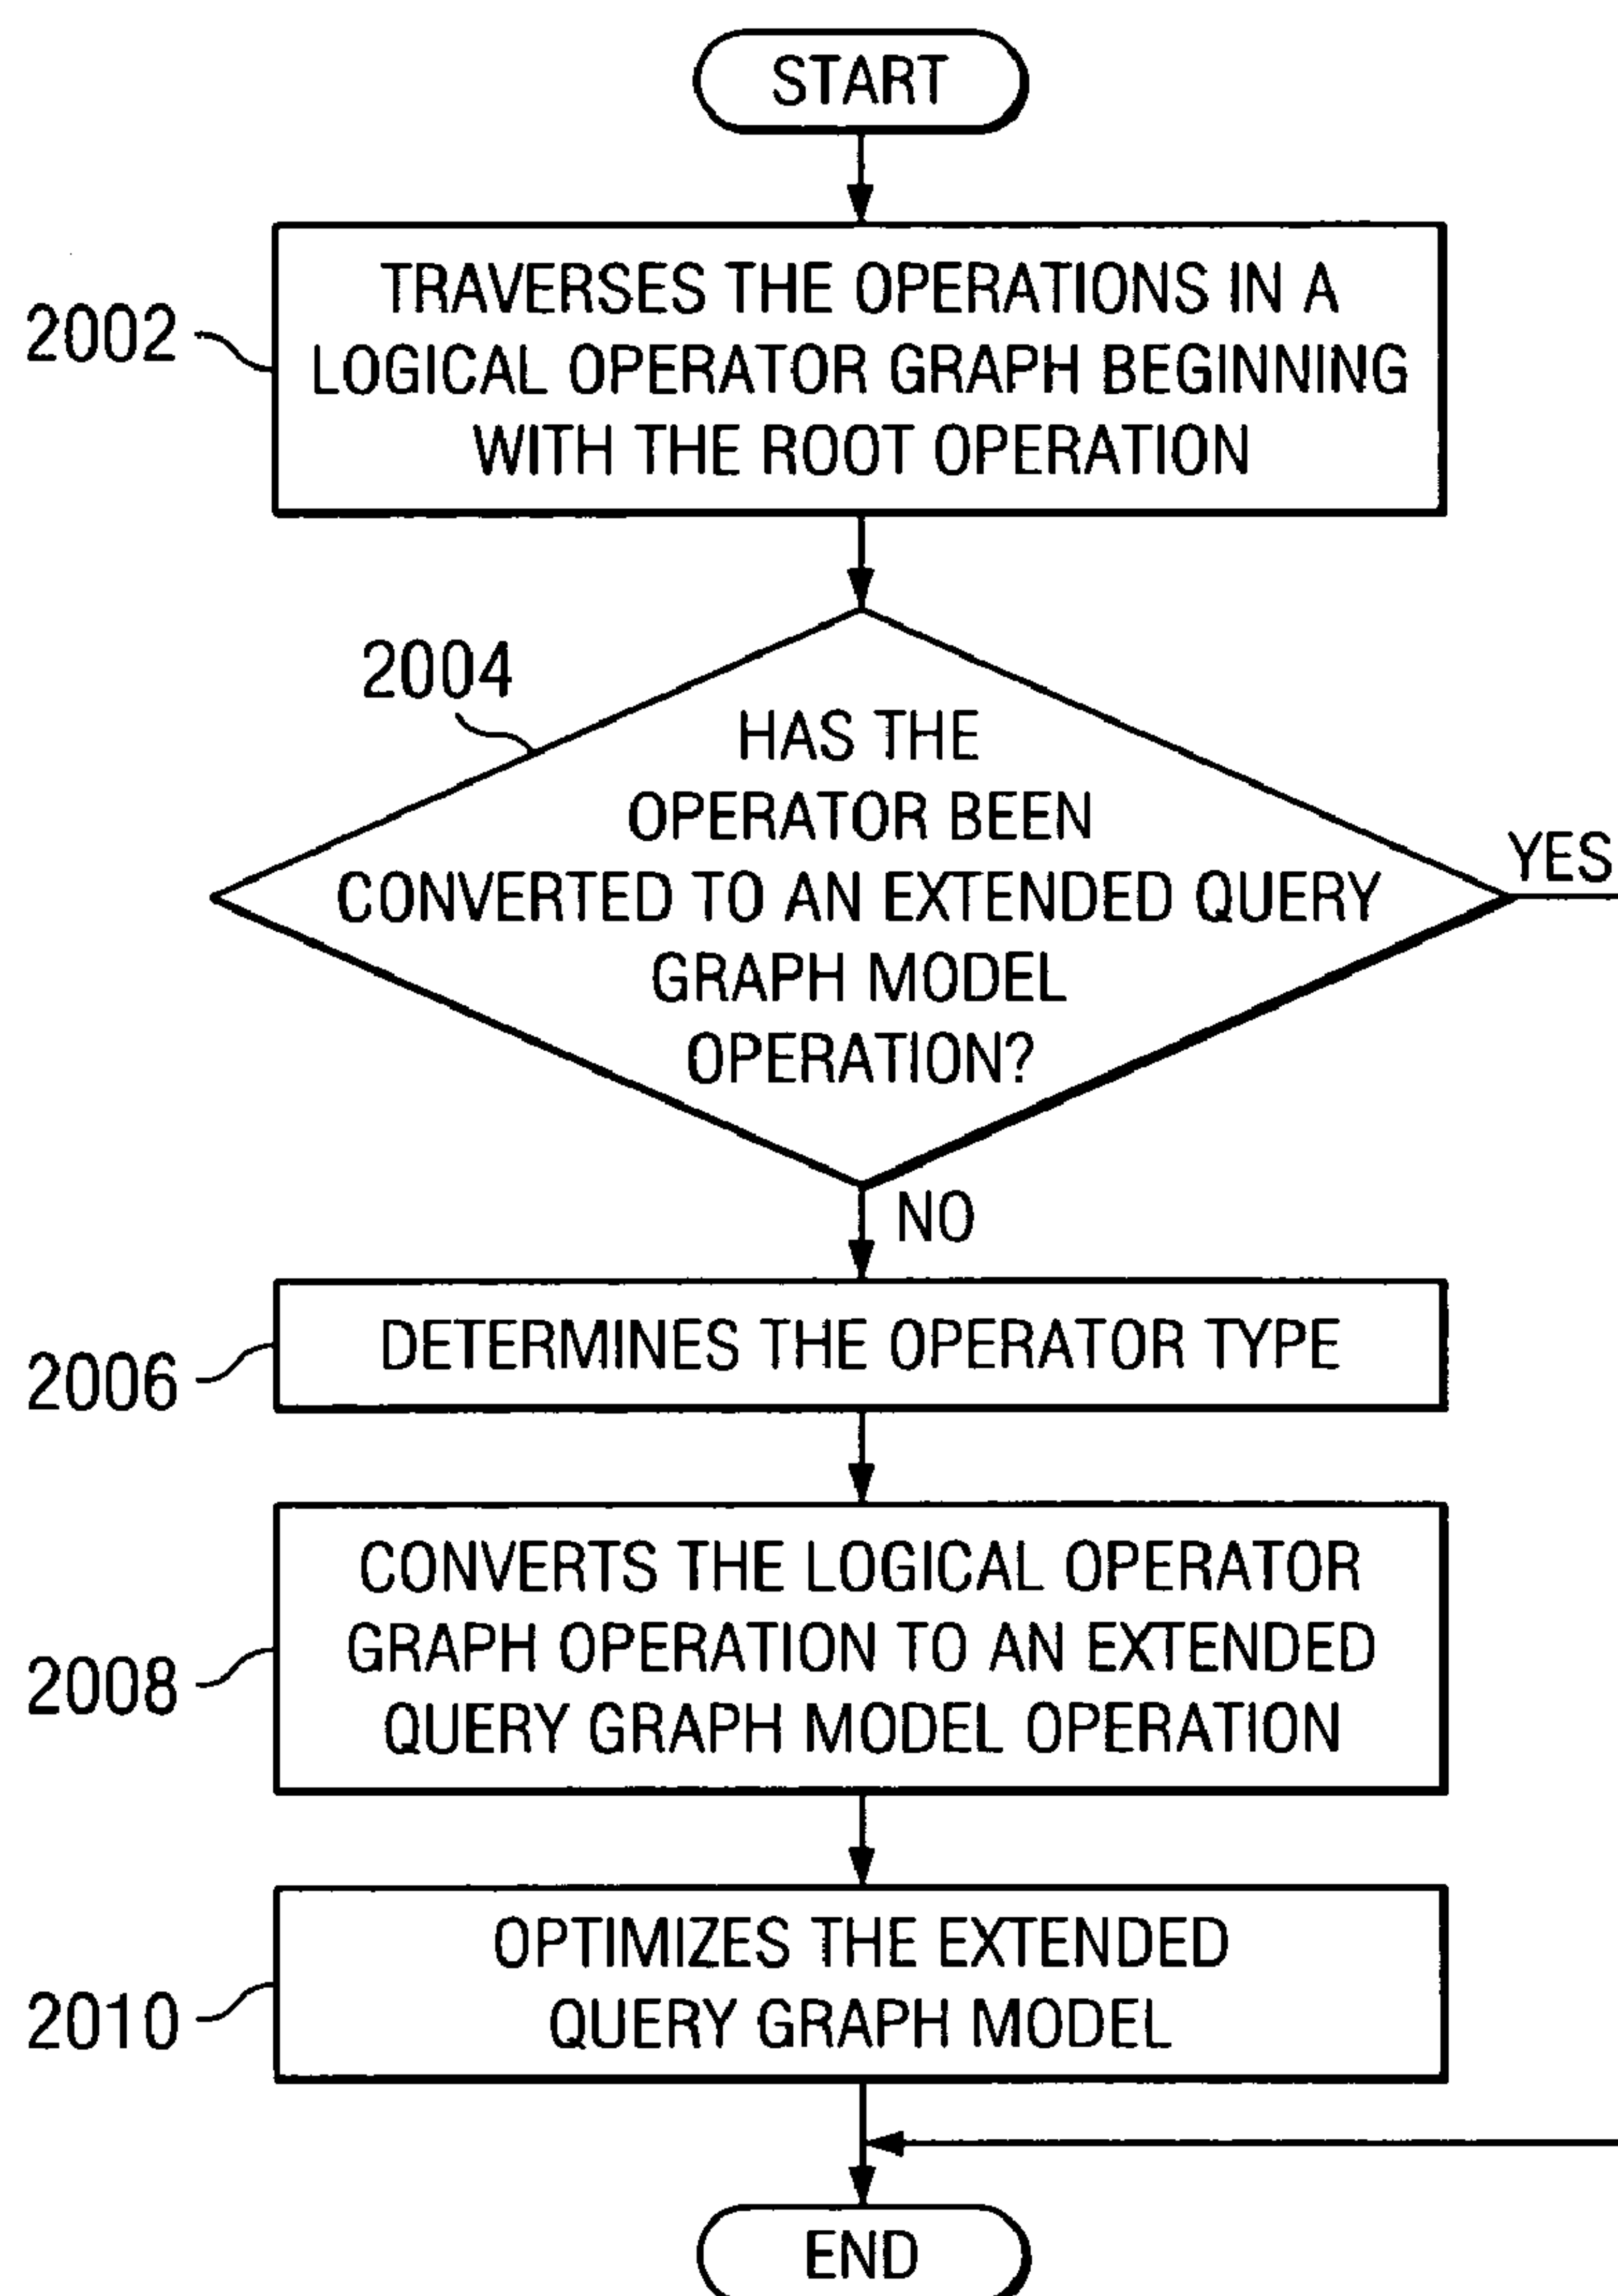 START
2002
TRAVERSES THE OPERATIONS IN A
LOGICAL OPERATOR GRAPH BEGINNING
WITH THE ROOT OPERATION
2004
HAS THE
OPERATOR BEEN
CONVERTED TO AN EXTENDED QUERY
GRAPH MODEL
OPERATION?
YES
NO
2006
DETERMINES THE OPERATOR TYPE
2008
CONVERTS THE LOGICAL OPERATOR
GRAPH OPERATION TO AN EXTENDED
QUERY GRAPH MODEL OPERATION
2010
OPTIMIZES THE EXTENDED
QUERY GRAPH MODEL
END